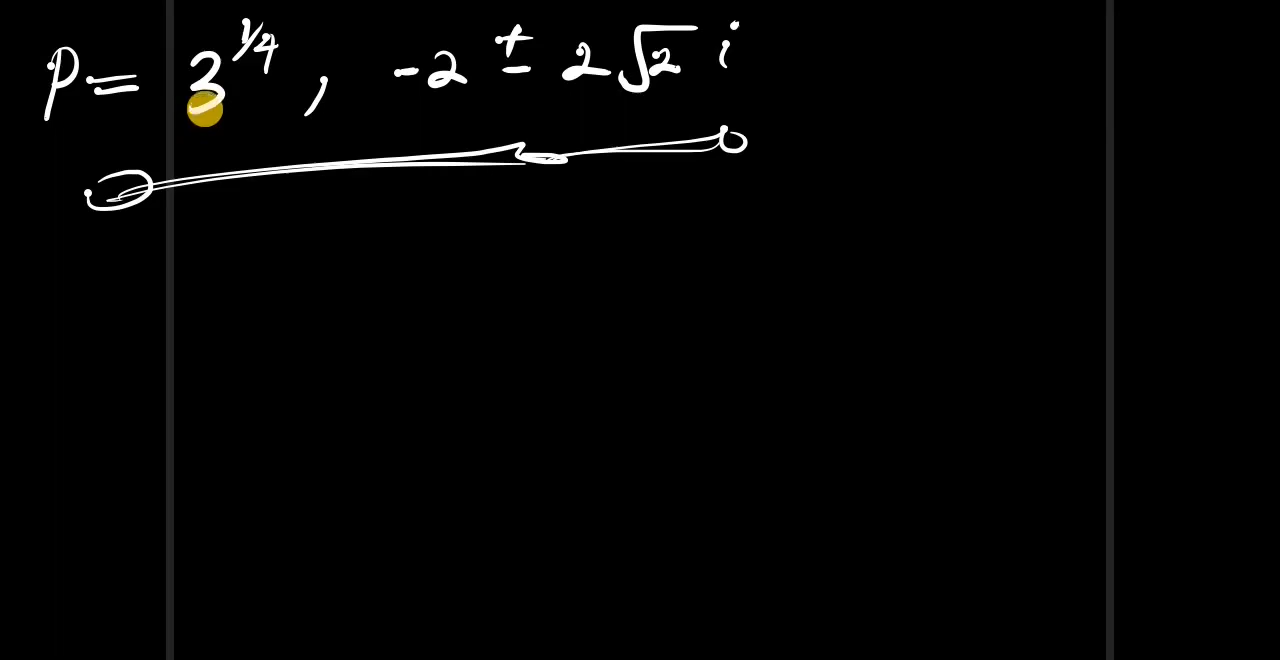 P = 3^{1/4} , -2 ± 2√2 i